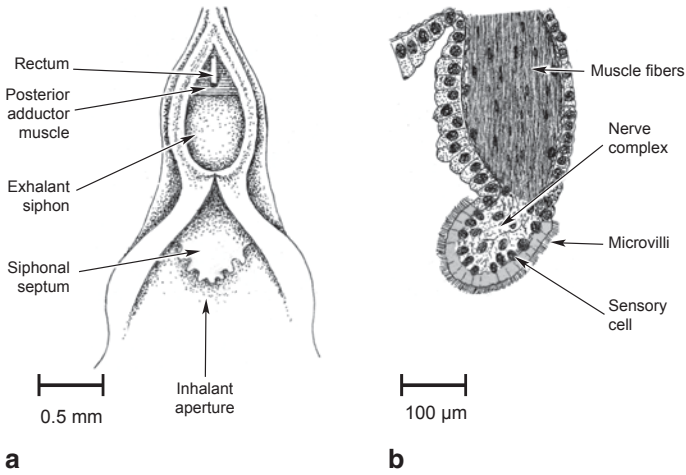 Rectum
Posterior
adductor
muscle
Exhalant
siphon
Siphonal
septum
Inhalant
aperture
0.5 mm
a
Muscle fibers
Nerve
complex
Microvilli
Sensory
cell
100 µm
b